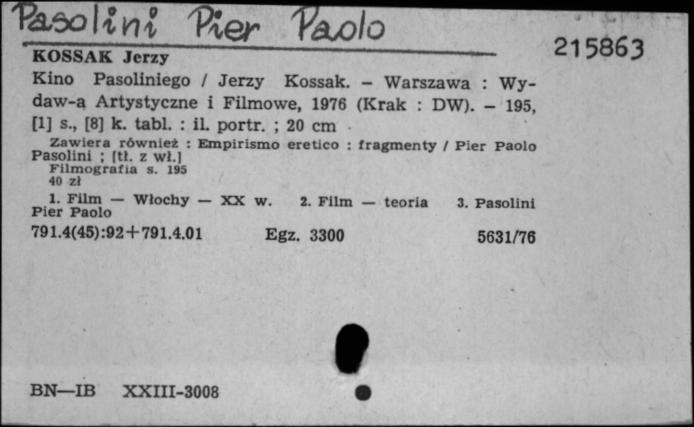 Pasolini Pier Paolo
215863
KOSSAK Jerzy
Kino Pasoliniego / Jerzy Kossak. – Warszawa : Wy-
daw-a Artystyczne i Filmowe, 1976 (Krak : DW). – 195,
[1] s., [8] k. tabl. : il. portr. ; 20 cm
Zawiera również : Empirismo eretico : fragmenty / Pier Paolo
Pasolini ; [tł. z wł.]
Filmografia s. 195
40 zł
1. Film — Włochy — XX w. 2. Film — teoria 3. Pasolini
Pier Paolo
791.4(45):92+791.4.01 Egz. 3300 5631/76
BN—IB XXIII-3008